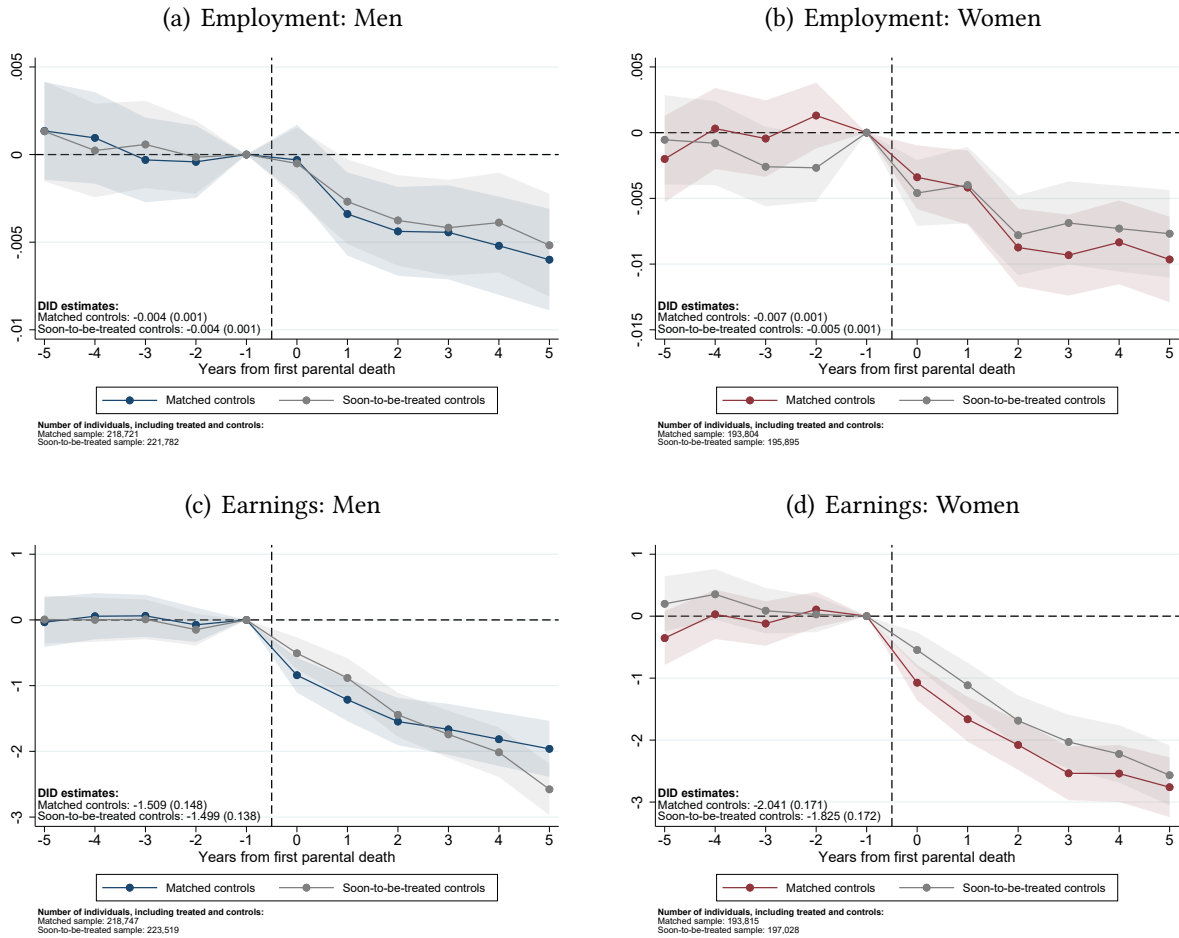 (a) Employment: Men
.005
0
-.005
-.01
DID estimates:
Matched controls: -0.004 (0.001)
Soon-to-be-treated controls: -0.004 (0.001)
-5 -4 -3 -2 -1 0 1 2 3 4 5
Years from first parental death
Matched controls Soon-to-be-treated controls
Number of individuals, including treated and controls:
Matched sample: 218,721
Soon-to-be-treated sample: 221,782
(b) Employment: Women
.005
0
-.005
-.01
-.015
DID estimates:
Matched controls: -0.007 (0.001)
Soon-to-be-treated controls: -0.005 (0.001)
-5 -4 -3 -2 -1 0 1 2 3 4 5
Years from first parental death
Matched controls Soon-to-be-treated controls
Number of individuals, including treated and controls:
Matched sample: 193,804
Soon-to-be-treated sample: 195,895
(c) Earnings: Men
1
0
-1
-2
-3
DID estimates:
Matched controls: -1.509 (0.148)
Soon-to-be-treated controls: -1.499 (0.138)
-5 -4 -3 -2 -1 0 1 2 3 4 5
Years from first parental death
Matched controls Soon-to-be-treated controls
Number of individuals, including treated and controls:
Matched sample: 218,747
Soon-to-be-treated sample: 223,519
(d) Earnings: Women
1
0
-1
-2
-3
DID estimates:
Matched controls: -2.041 (0.171)
Soon-to-be-treated controls: -1.825 (0.172)
-5 -4 -3 -2 -1 0 1 2 3 4 5
Years from first parental death
Matched controls Soon-to-be-treated controls
Number of individuals, including treated and controls:
Matched sample: 193,815
Soon-to-be-treated sample: 197,028